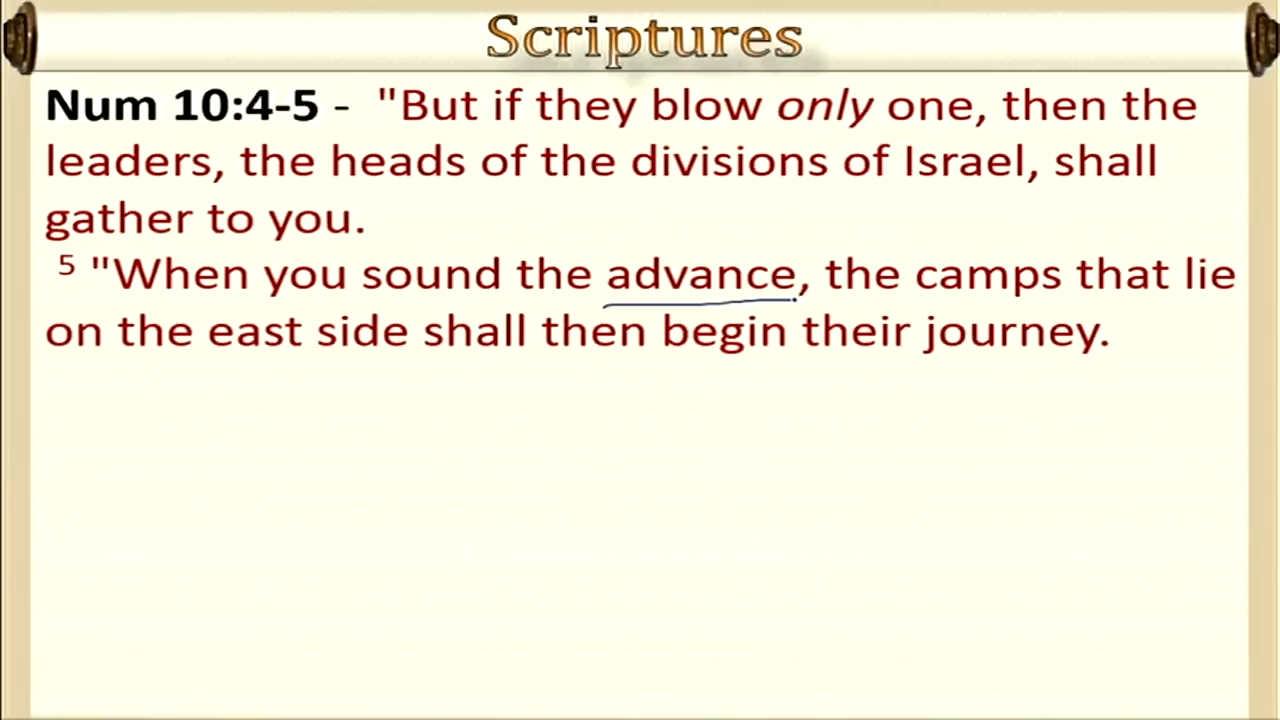 Scriptures
Num 10:4-5 - "But if they blow only one, then the
leaders, the heads of the divisions of Israel, shall
gather to you.
5 "When you sound the advance, the camps that lie
on the east side shall then begin their journey.